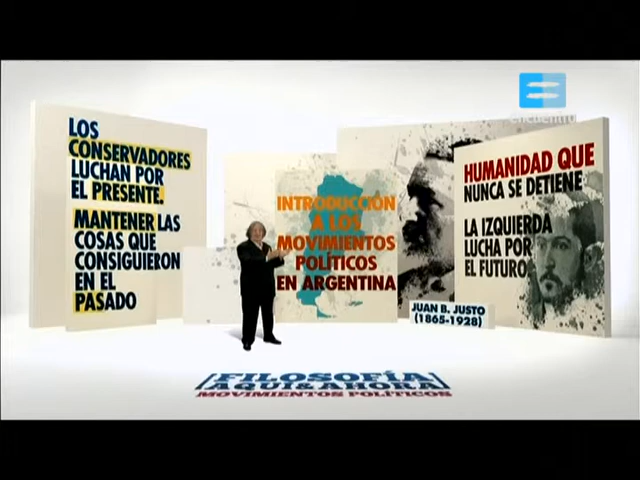 encuentro
LOS
CONSERVADORES
LUCHAN POR
EL PRESENTE.
MANTENER LAS
COSAS QUE
CONSIGUIERON
EN EL
PASADO
INTRODUCCIÓN
A LOS
MOVIMIENTOS
POLÍTICOS
EN ARGENTINA
HUMANIDAD QUE
NUNCA SE DETIENE
LA IZQUIERDA
LUCHA POR
EL FUTURO
JUAN B. JUSTO
(1865-1928)
FILOSOFÍA
AQUÍ&AHORA
MOVIMIENTOS POLÍTICOS